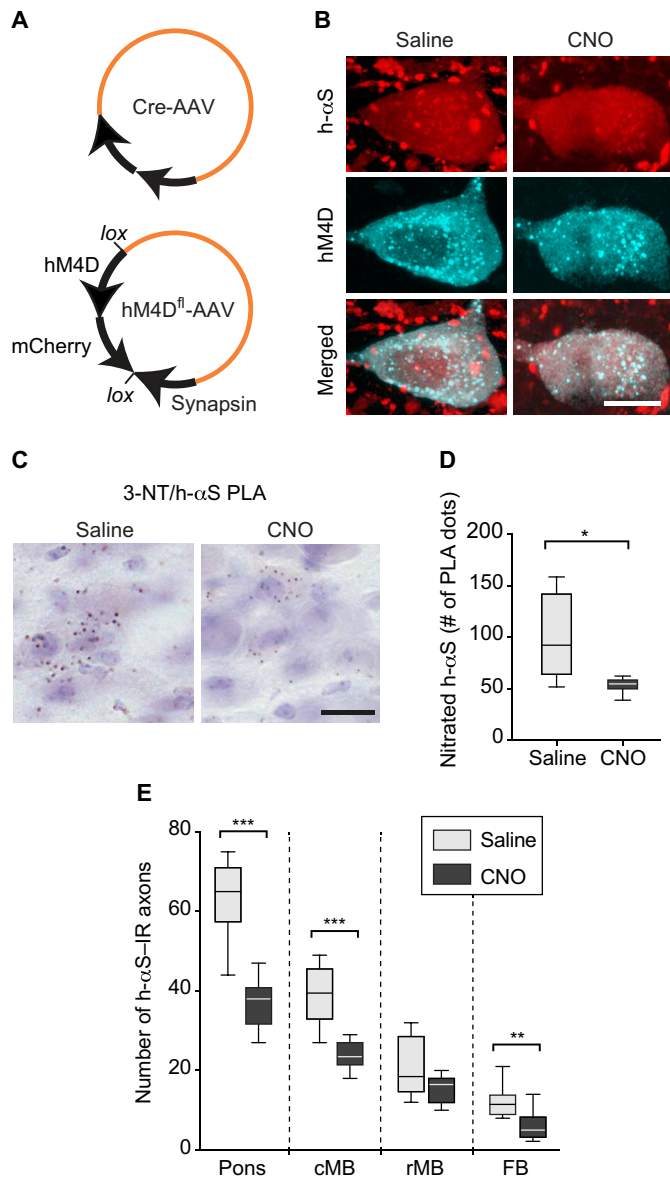 A
Cre-AAV
lox
hM4D
hM4Dfl-AAV
mCherry
lox
Synapsin
B
Saline CNO
h-αS
hM4D
Merged
C
3-NT/h-αS PLA
Saline CNO
D
Nitrated h-αS (# of PLA dots)
200
150
100
50
0
*
Saline CNO
E
Number of h-αS–IR axons
80
60
40
20
0
***
***
**
Saline
CNO
Pons cMB rMB FB